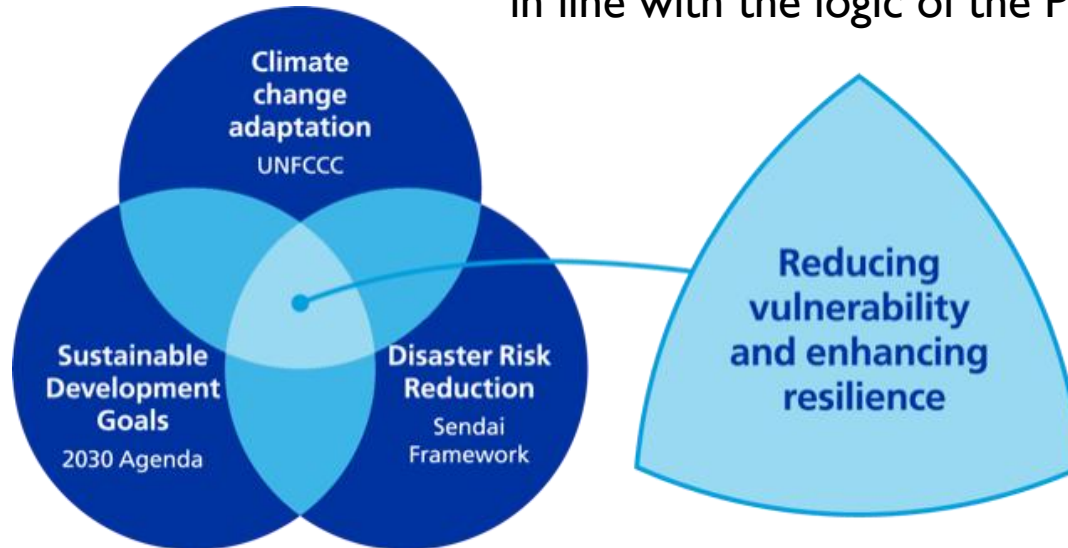 in line with the logic of the P
Climate
change
adaptation
UNFCCC
Sustainable
Development
Goals
2030 Agenda
Disaster Risk
Reduction
Sendai
Framework
Reducing
vulnerability
and enhancing
resilience